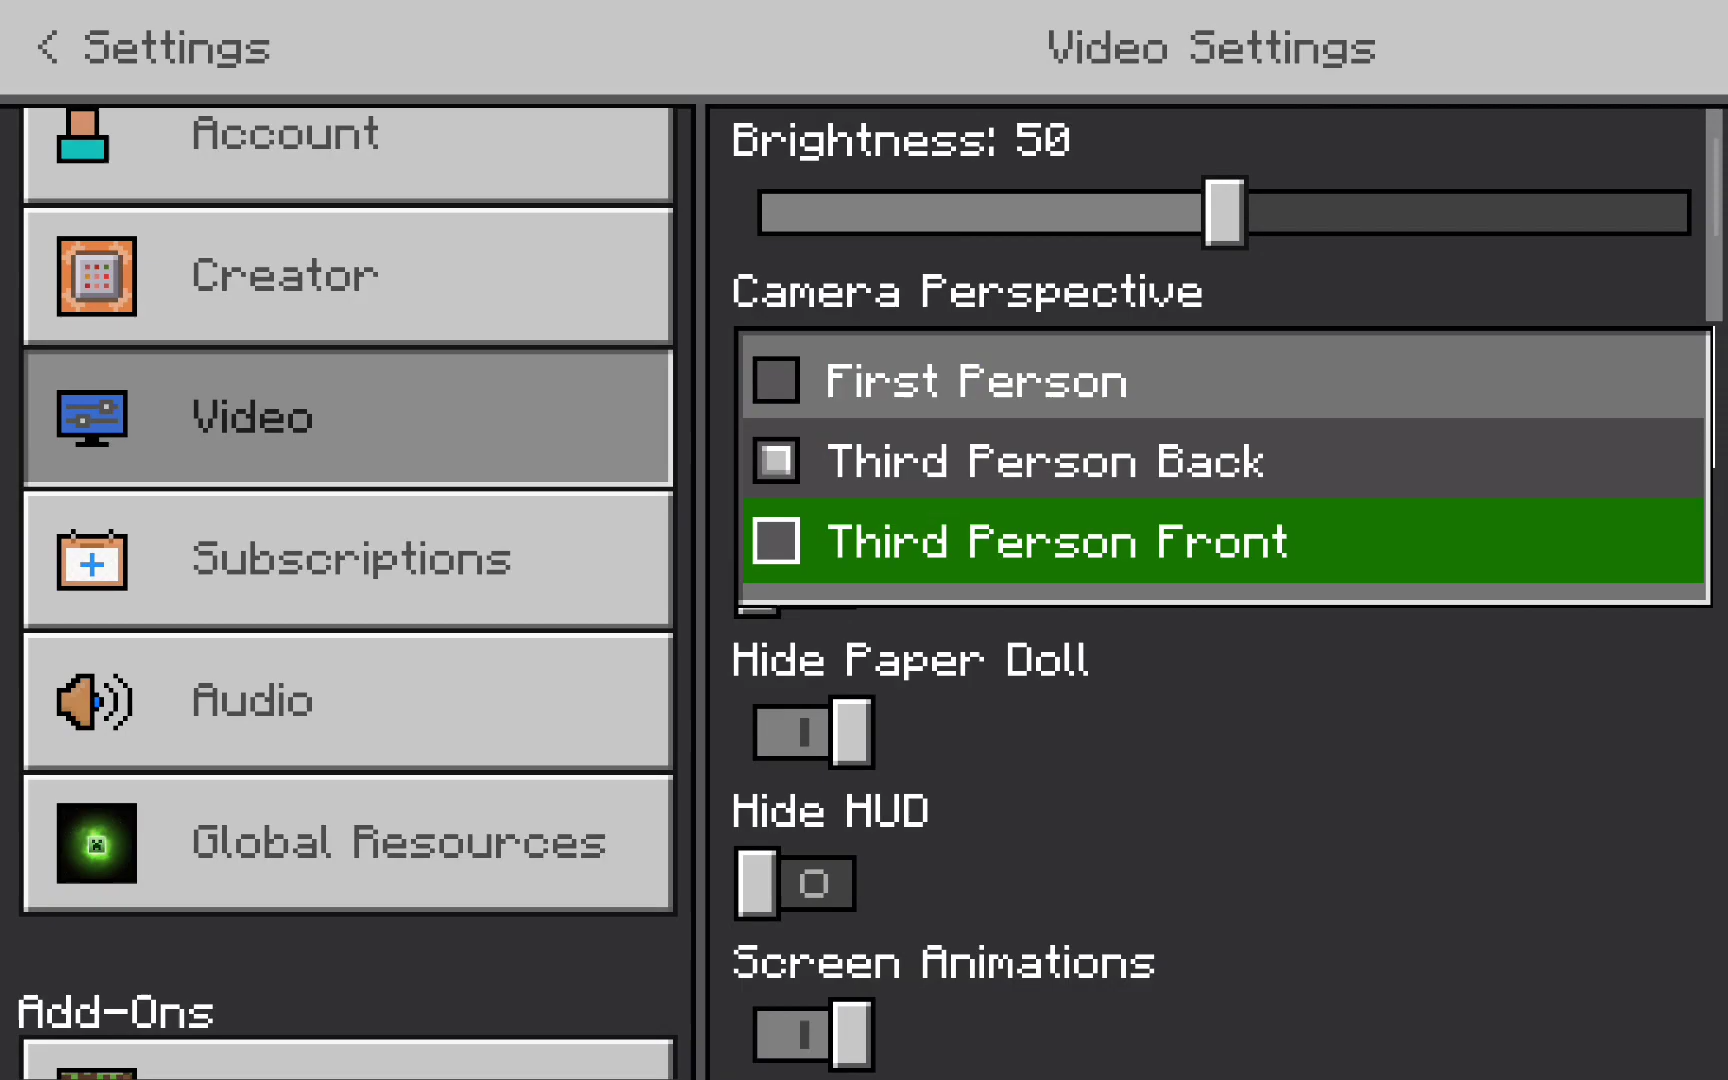 < Settings
Video Settings
Account
Creator
Video
Subscriptions
Audio
Global Resources
Add-Ons
Brightness: 50
Camera Perspective
First Person
Third Person Back
Third Person Front
Hide Paper Doll
Hide HUD
Screen Animations